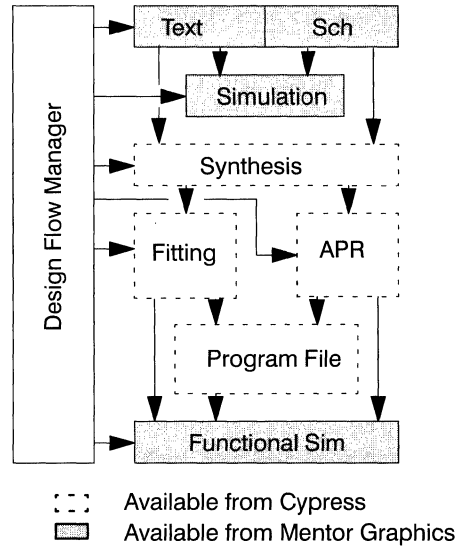 Text
Sch
Simulation
Design Flow Manager
Synthesis
Fitting
APR
Program File
Functional Sim
Available from Cypress
Available from Mentor Graphics